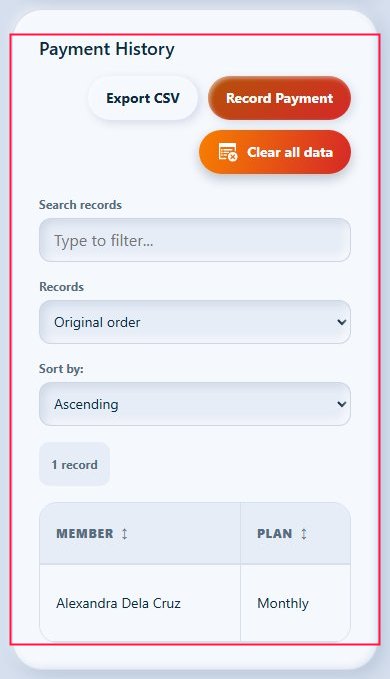 Payment History
Export CSV
Record Payment
Clear all data
Search records
Type to filter...
Records
Original order
Sort by:
Ascending
1 record
MEMBER ↕ PLAN ↕
Alexandra Dela Cruz Monthly